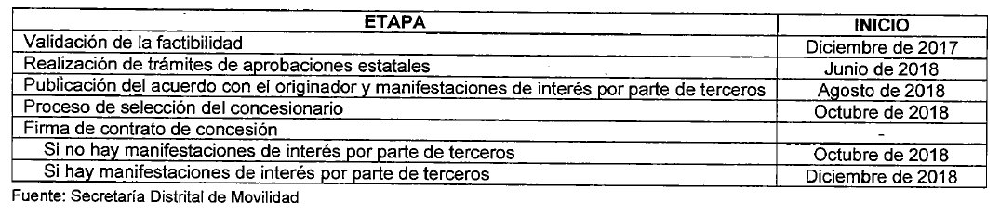 ETAPA INICIO
Validación de la factibilidad Diciembre de 2017
Realización de trámites de aprobaciones estatales Junio de 2018
Publicación del acuerdo con el originador y manifestaciones de interés por parte de terceros Agosto de 2018
Proceso de selección del concesionario Octubre de 2018
Firma de contrato de concesión -
Si no hay manifestaciones de interés por parte de terceros Octubre de 2018
Si hay manifestaciones de interés por parte de terceros Diciembre de 2018
Fuente: Secretaría Distrital de Movilidad